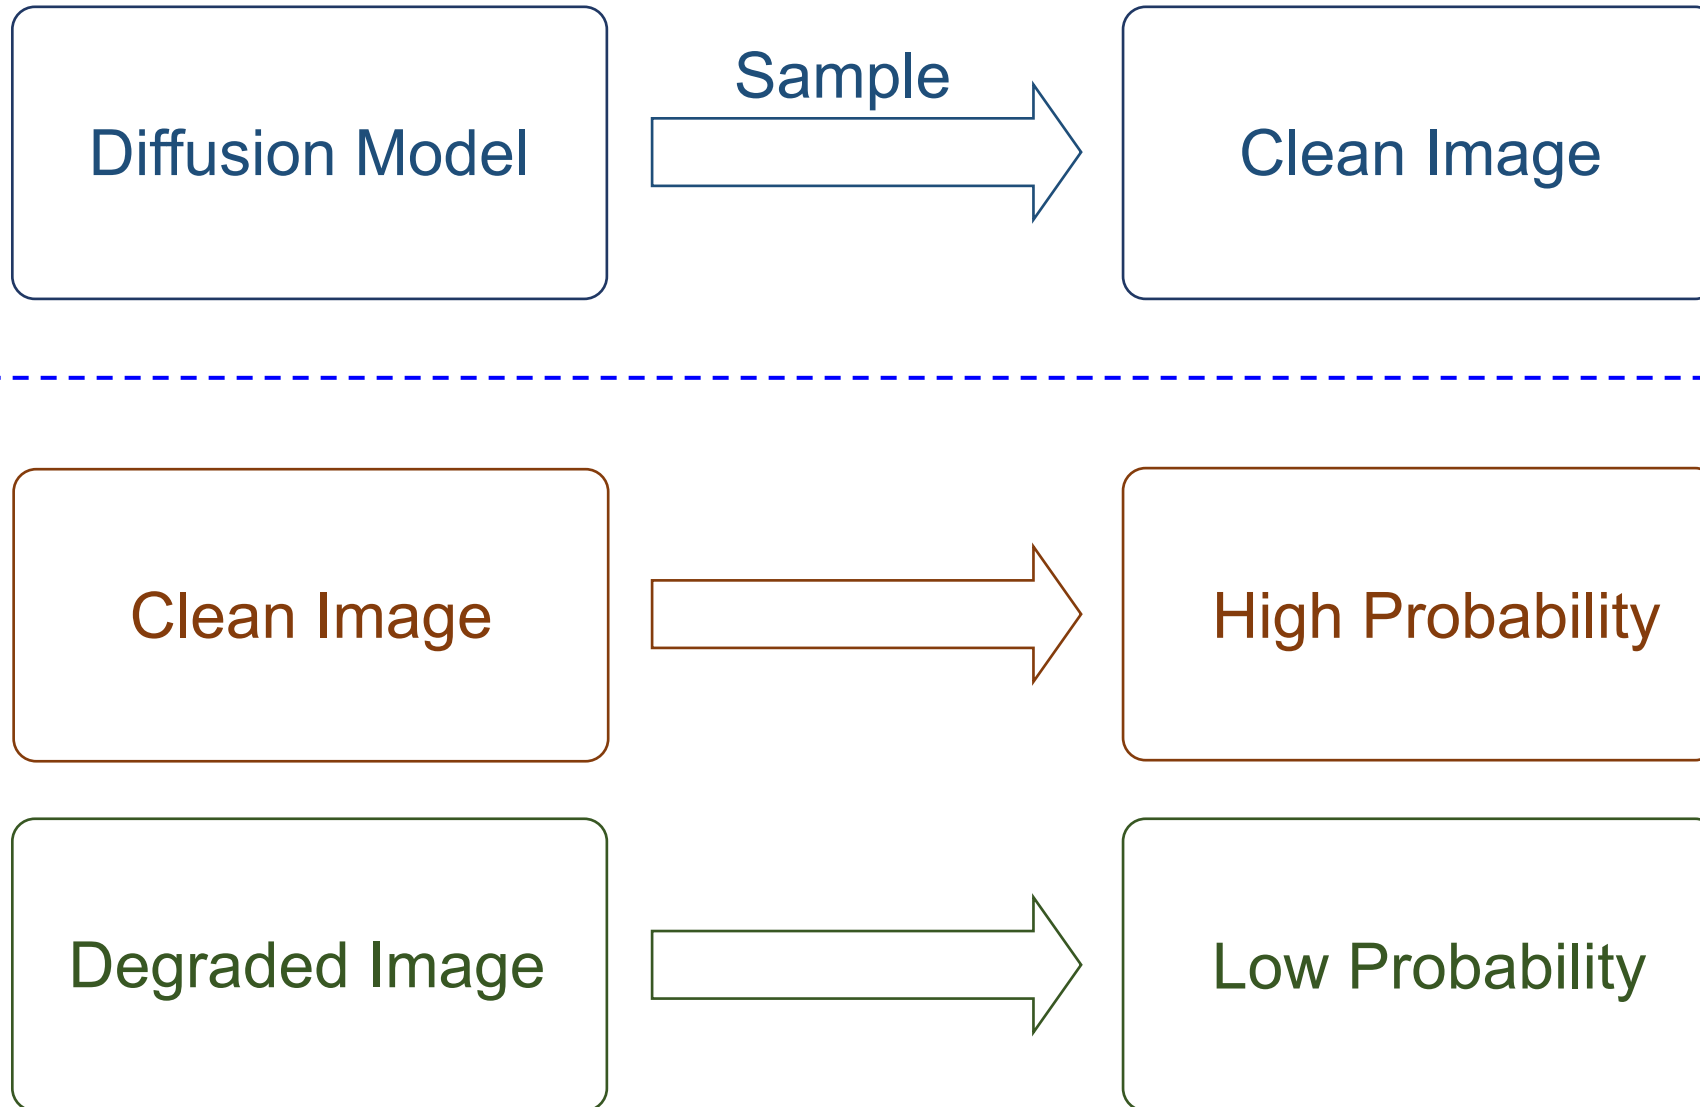 Diffusion Model
Sample
Clean Image
Clean Image
High Probability
Degraded Image
Low Probability